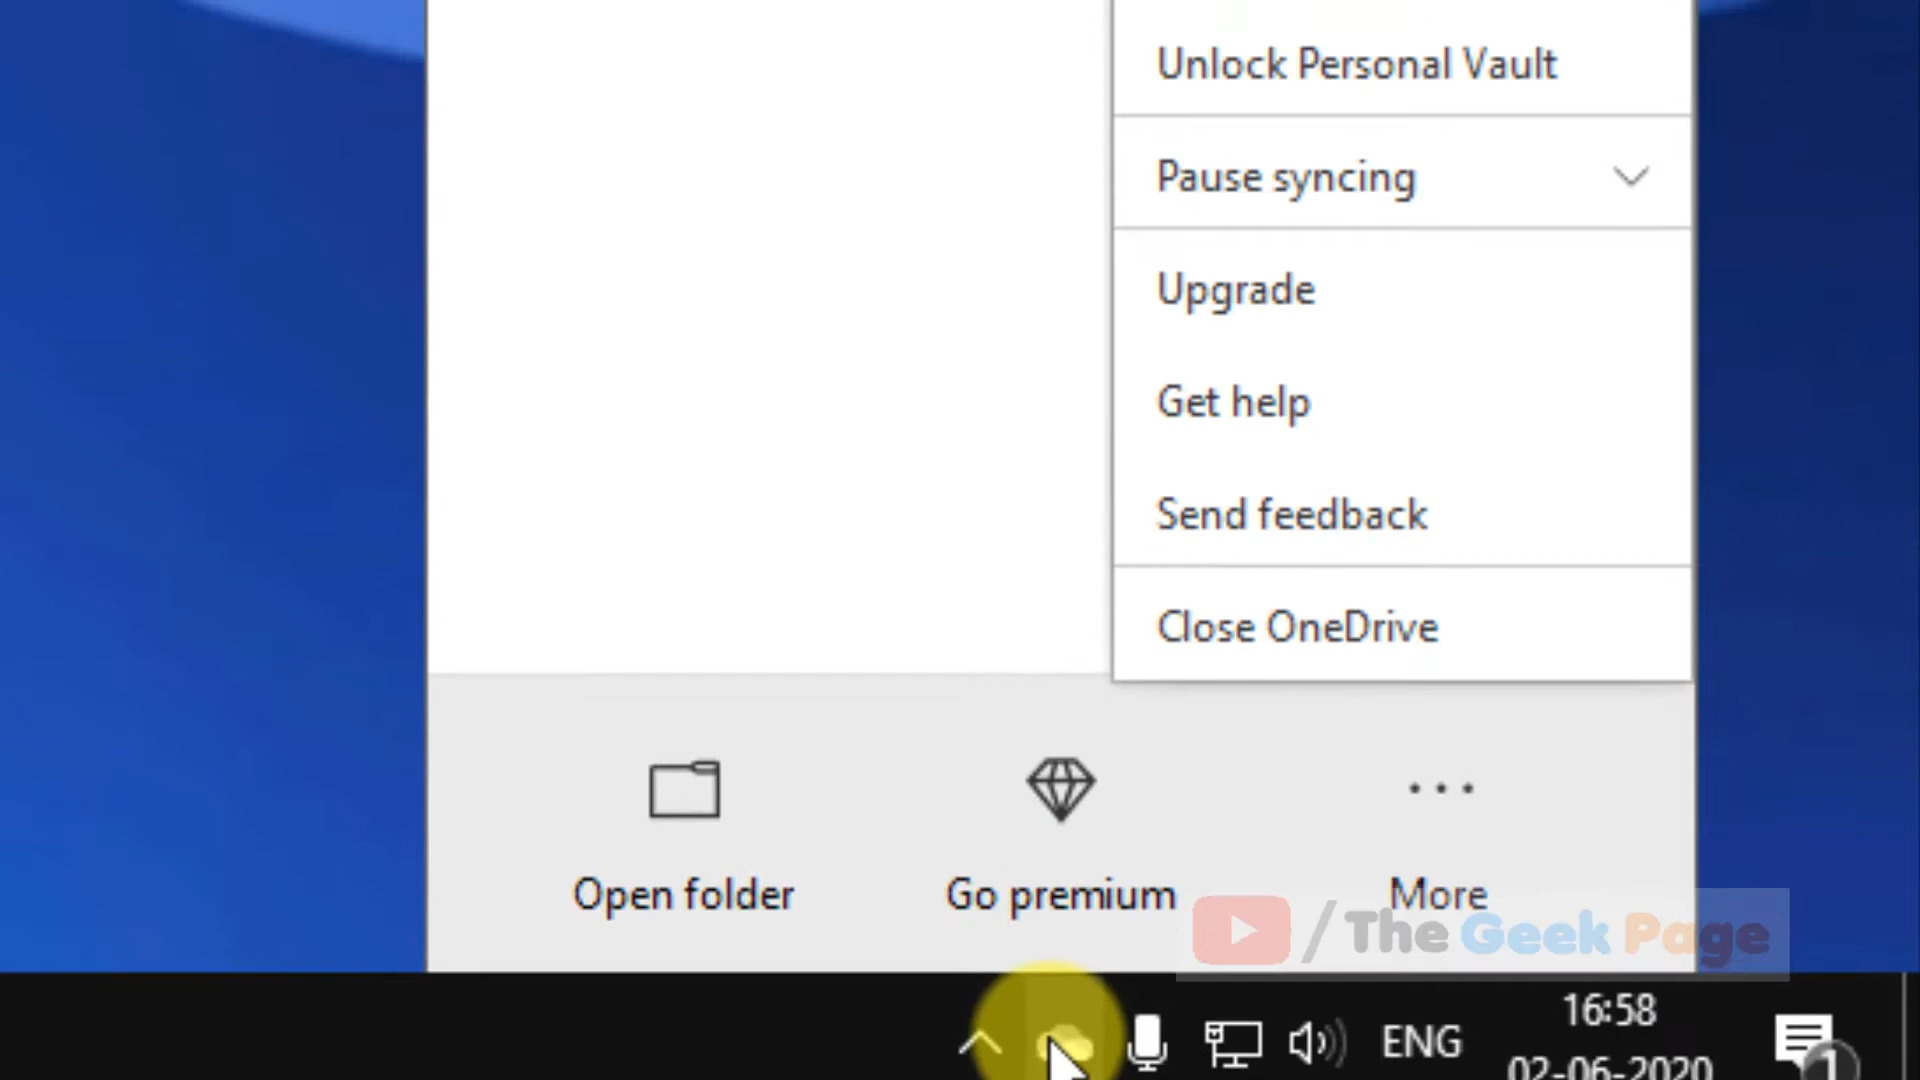 Unlock Personal Vault
Pause syncing
Upgrade
Get help
Send feedback
Close OneDrive
Open folder
Go premium
More
/The Geek Page
ENG
16:58
02-06-2020
1